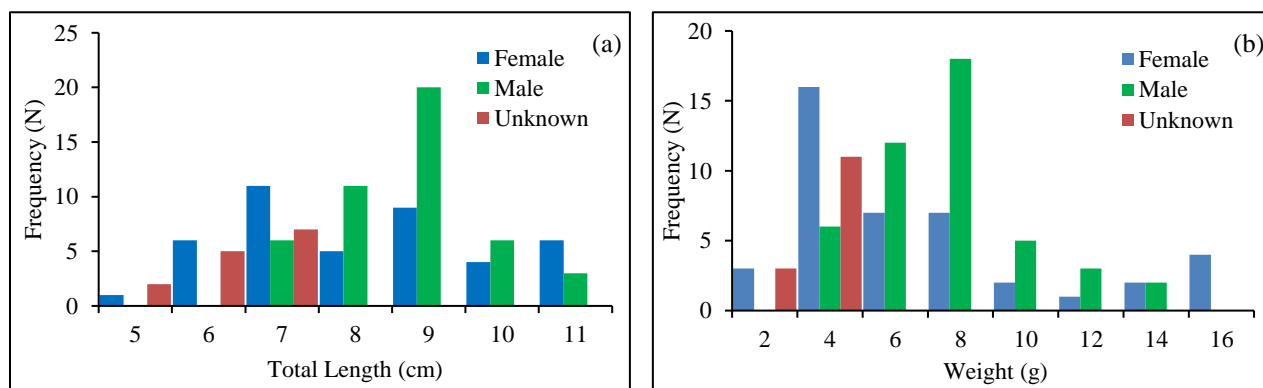 (a)
Female
Male
Unknown
Frequency (N)
25
20
15
10
5
0
5 6 7 8 9 10 11
Total Length (cm)
(b)
Female
Male
Unknown
Frequency (N)
20
15
10
5
0
2 4 6 8 10 12 14 16
Weight (g)